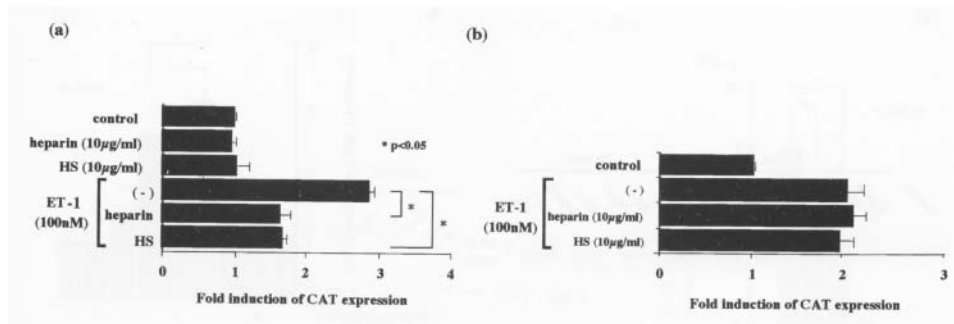 (a)
control
heparin (10µg/ml)
HS (10µg/ml)
* p<0.05
(-)
ET-1
(100nM)
heparin
HS
*
*
0 1 2 3 4
Fold induction of CAT expression
(b)
control
(-)
ET-1
(100nM)
heparin (10µg/ml)
HS (10µg/ml)
0 1 2 3
Fold induction of CAT expression